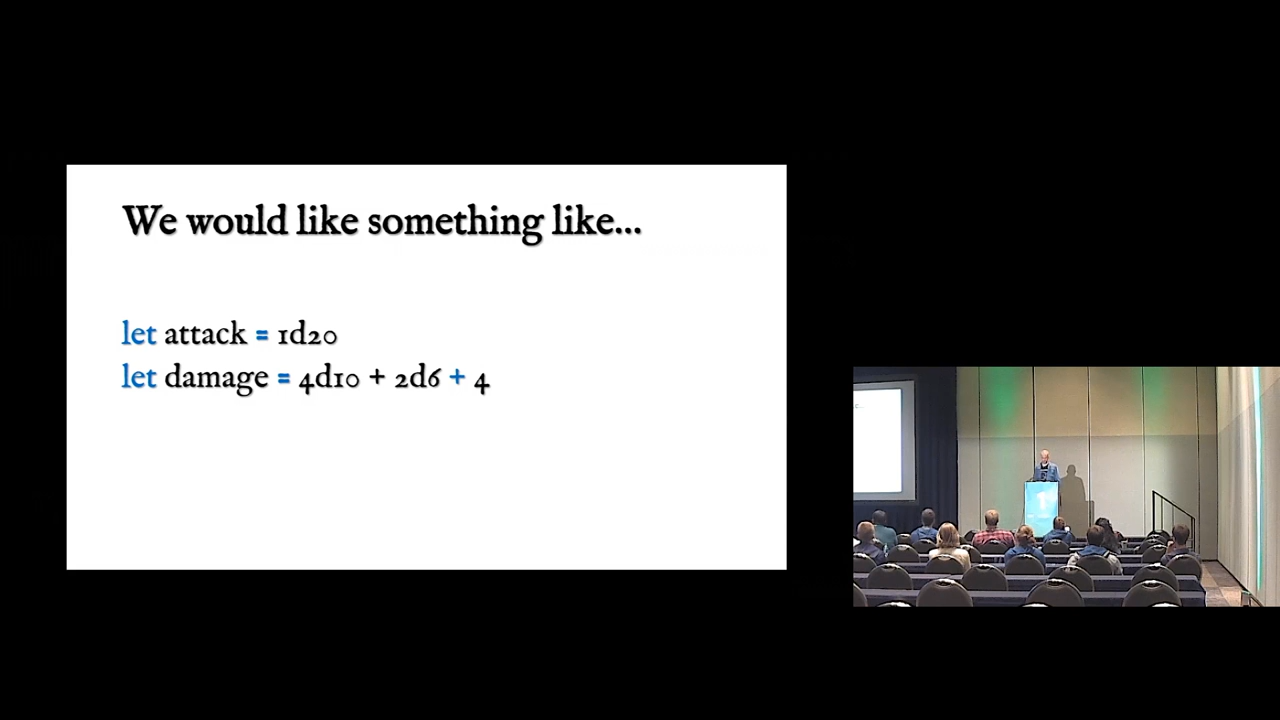 We would like something like...
let attack = 1d20
let damage = 4d10 + 2d6 + 4